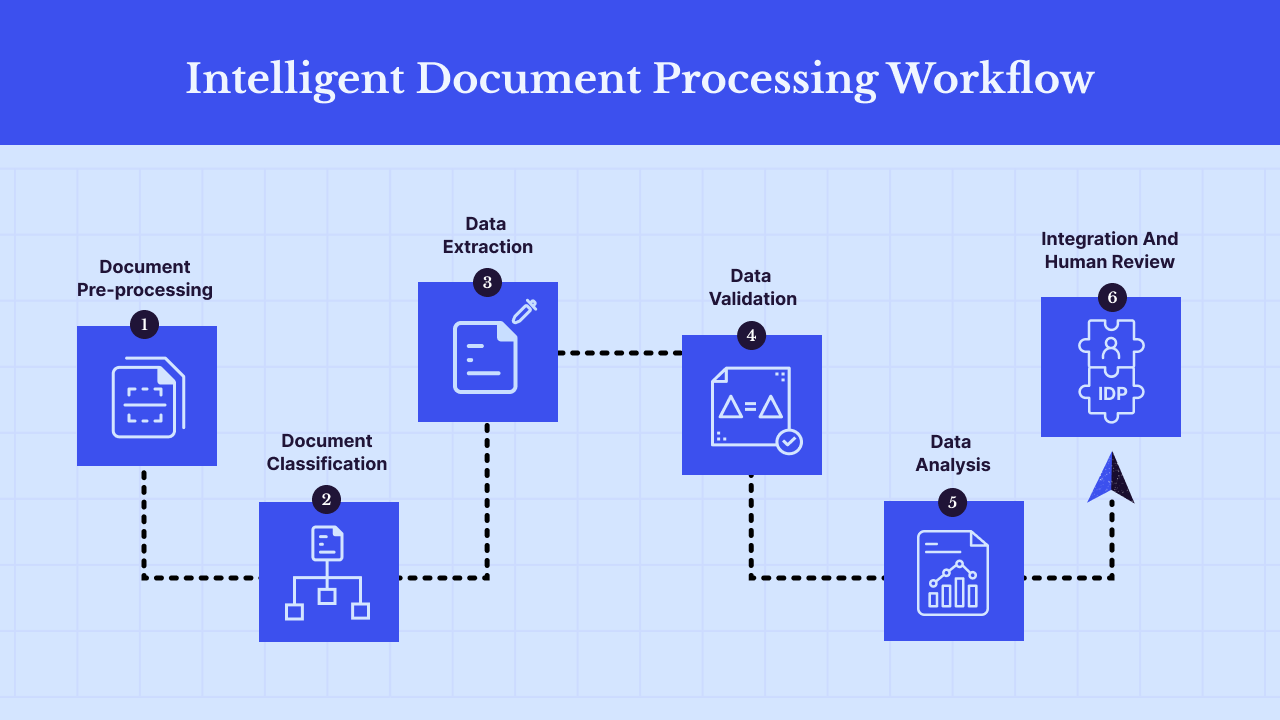 Intelligent Document Processing Workflow
Document
Pre-processing
1
Document
Classification
2
Data
Extraction
3
Data
Validation
4
Δ=Δ
Data
Analysis
5
Integration And
Human Review
6
IDP